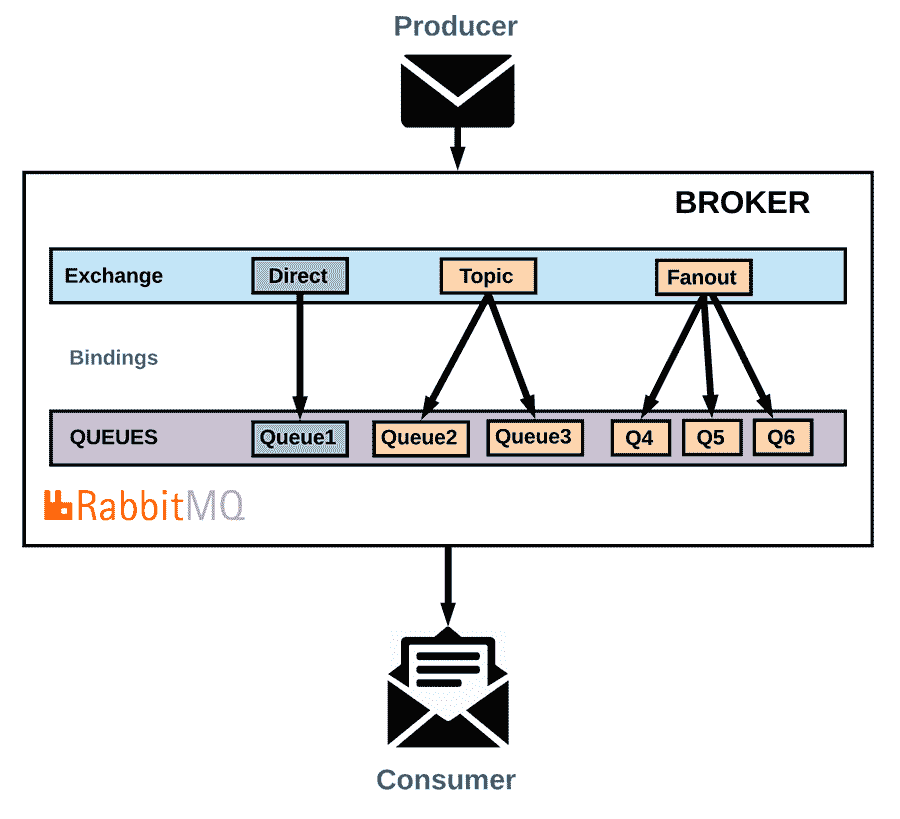 Producer
BROKER
Exchange
Direct
Topic
Fanout
Bindings
QUEUES
Queue1
Queue2
Queue3
Q4
Q5
Q6
RabbitMQ
Consumer